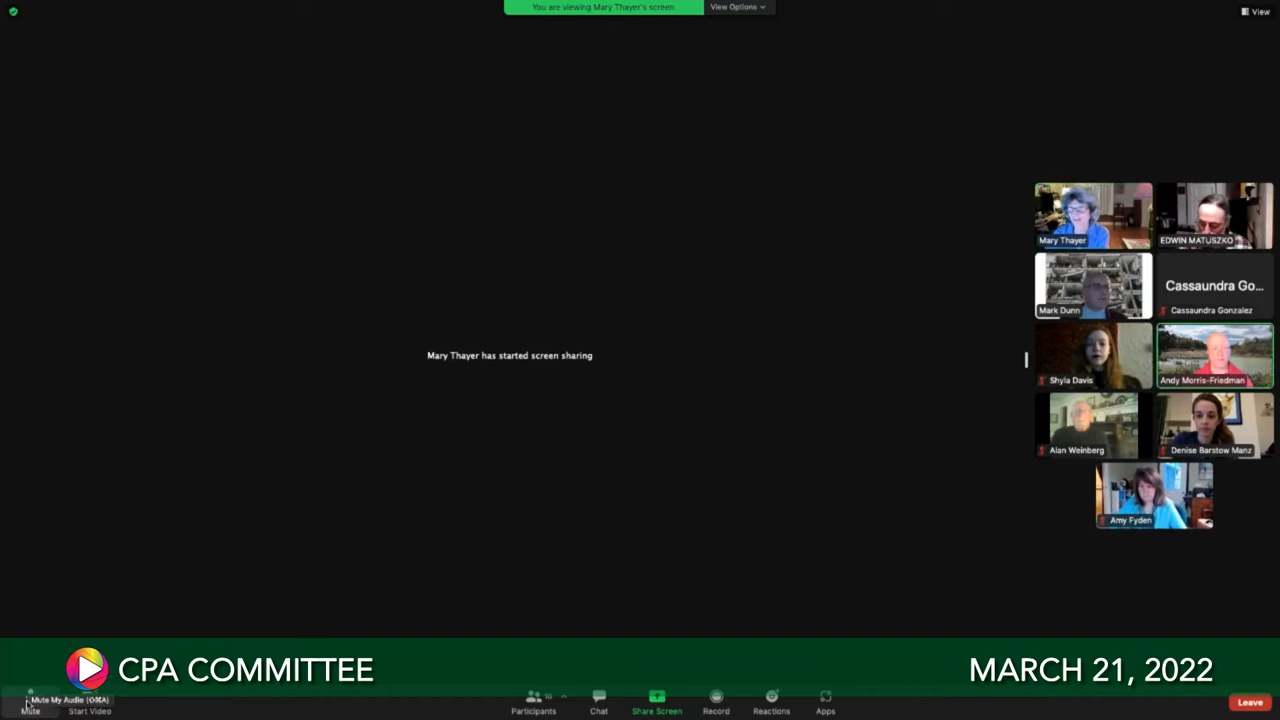 You are viewing Mary Thayer's screen
View Options
View
Mary Thayer
EDWIN MATUSZKO
Mark Dunn
Cassaundra Go...
Cassaundra Gonzalez
Mary Thayer has started screen sharing
Shyla Davis
Andy Morris-Friedman
Alan Weinberg
Denise Barstow Manz
Amy Fyden
CPA COMMITTEE
MARCH 21, 2022
Mute My Audio (⇧⌘A)
Mute
Start Video
10
Participants
Chat
Share Screen
Record
Reactions
Apps
Leave